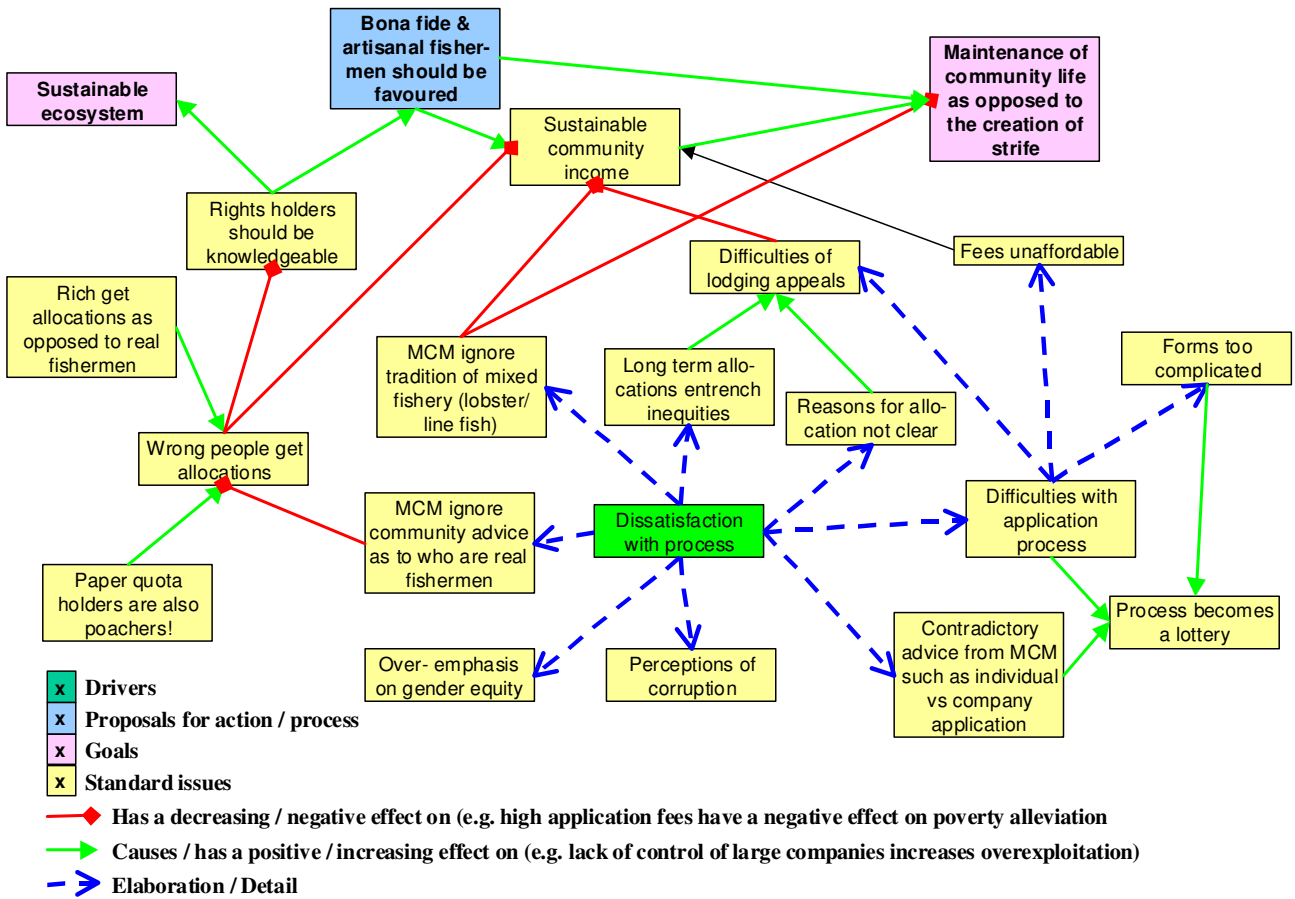 Bona fide &
artisanal fisher-
men should be
favoured
Maintenance of
community life
as opposed to
the creation of
strife
Sustainable
ecosystem
Sustainable
community
income
Rights holders
should be
knowledgeable
Difficulties of
lodging appeals
Fees unaffordable
Rich get
allocations as
opposed to real
fishermen
MCM ignore
tradition of mixed
fishery (lobster/
line fish)
Long term allo-
cations entrench
inequities
Reasons for allo-
cation not clear
Forms too
complicated
Wrong people get
allocations
MCM ignore
community advice
as to who are real
fishermen
Dissatisfaction
with process
Difficulties with
application
process
Paper quota
holders are also
poachers!
Process becomes
a lottery
Over- emphasis
on gender equity
Perceptions of
corruption
Contradictory
advice from MCM
such as individual
vs company
application
x Drivers
x Proposals for action / process
x Goals
x Standard issues
Has a decreasing / negative effect on (e.g. high application fees have a negative effect on poverty alleviation
Causes / has a positive / increasing effect on (e.g. lack of control of large companies increases overexploitation)
Elaboration / Detail